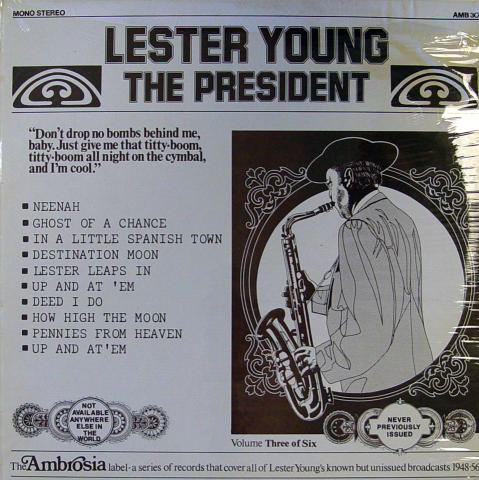 MONO STEREO
AMB 30
LESTER YOUNG
THE PRESIDENT
"Don't drop no bombs behind me,
baby. Just give me that titty-boom,
titty-boom all night on the cymbal,
and I'm cool."
NEENAH
GHOST OF A CHANCE
IN A LITTLE SPANISH TOWN
DESTINATION MOON
LESTER LEAPS IN
UP AND AT 'EM
DEED I DO
HOW HIGH THE MOON
PENNIES FROM HEAVEN
UP AND AT'EM
NOT
AVAILABLE
ANYWHERE
ELSE IN
THE
WORLD
NEVER
PREVIOUSLY
ISSUED
Volume Three of Six
The Ambrosia label-a series of records that cover all of Lester Young's known but unissued broadcasts 1948-56